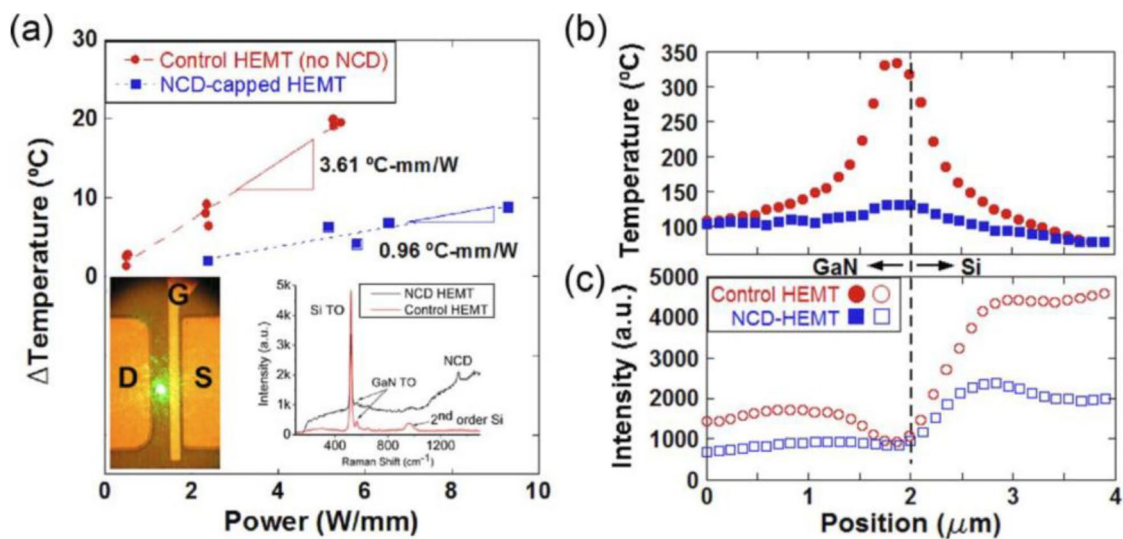 (a)
30
20
10
0
ΔTemperature (ºC)
Control HEMT (no NCD)
NCD-capped HEMT
3.61 ºC-mm/W
0.96 ºC-mm/W
G
D
S
5k
4k
3k
2k
1k
0
Intensity (a.u.)
NCD HEMT
Control HEMT
Si TO
GaN TO
NCD
2nd order Si
400 800 1200
Raman Shift (cm-1)
0 2 4 6 8 10
Power (W/mm)
(b)
350
300
250
200
150
100
Temperature (ºC)
GaN
Si
(c)
5000
4000
3000
2000
1000
0
Intensity (a.u.)
Control HEMT
NCD-HEMT
0 1 2 3 4
Position (μm)